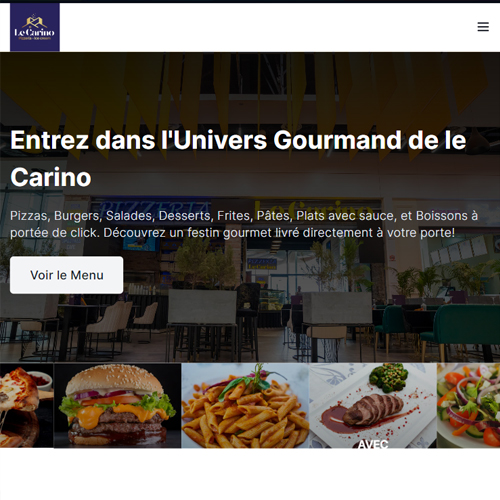 Le Carino
Entrez dans l'Univers Gourmand de le
Carino
PIZZERIA Le Carino
Pizzas, Burgers, Salades, Desserts, Frites, Pâtes, Plats avec sauce, et Boissons à
portée de click. Découvrez un festin gourmet livré directement à votre porte!
Voir le Menu
AVEC